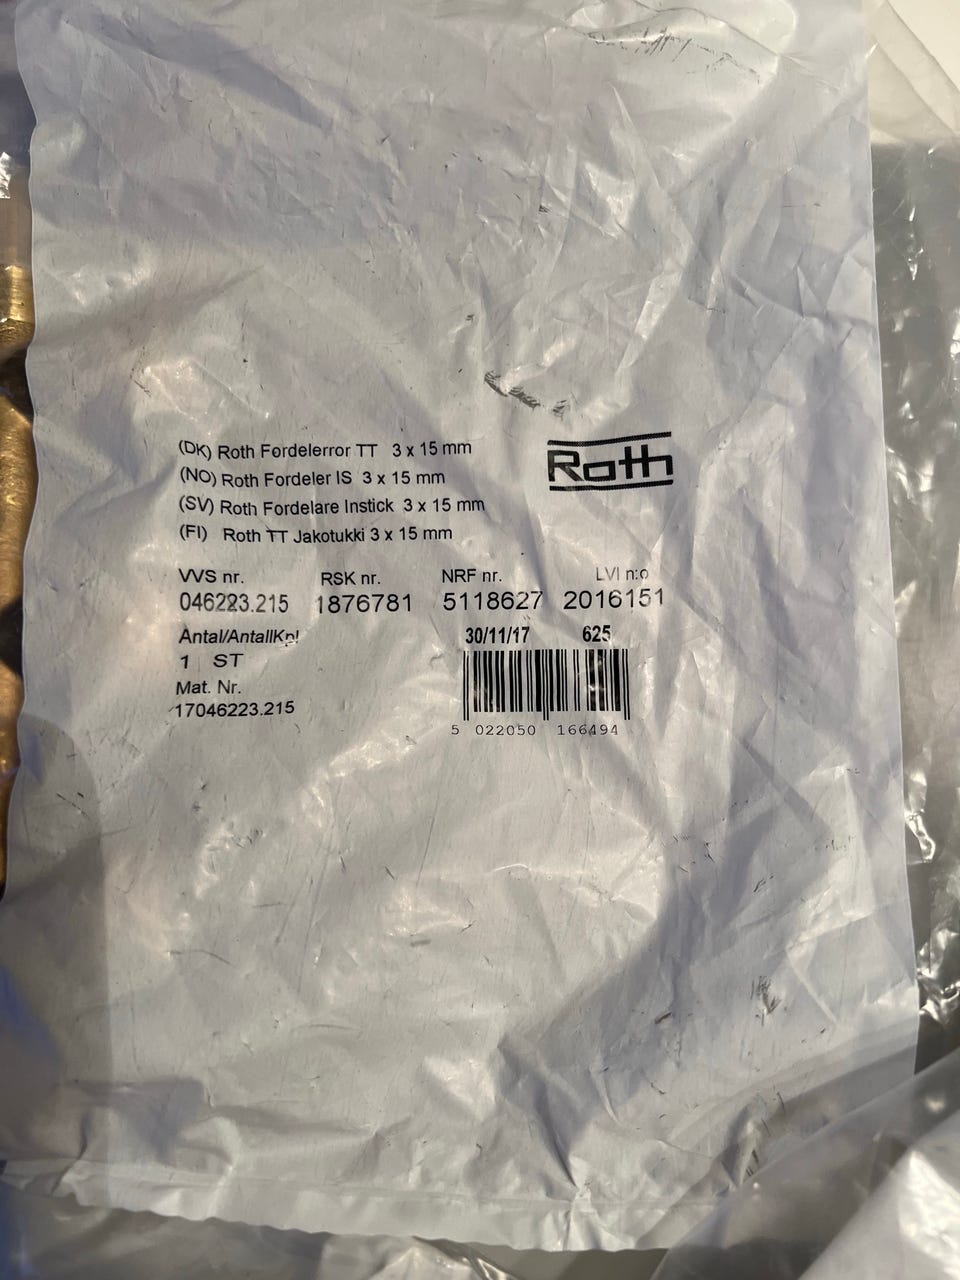 (DK) Roth Fordelerror TT 3 x 15 mm
(NO) Roth Fordeler IS 3 x 15 mm
(SV) Roth Fordelare Instick 3 x 15 mm
(FI) Roth TT Jakotukki 3 x 15 mm
Roth
VVS nr. RSK nr. NRF nr. LVI n:o
046223.215 1876781 5118627 2016151
Antal/Antall/Kpl 30/11/17 625
1 ST
Mat. Nr.
17046223.215
5 022050 166494